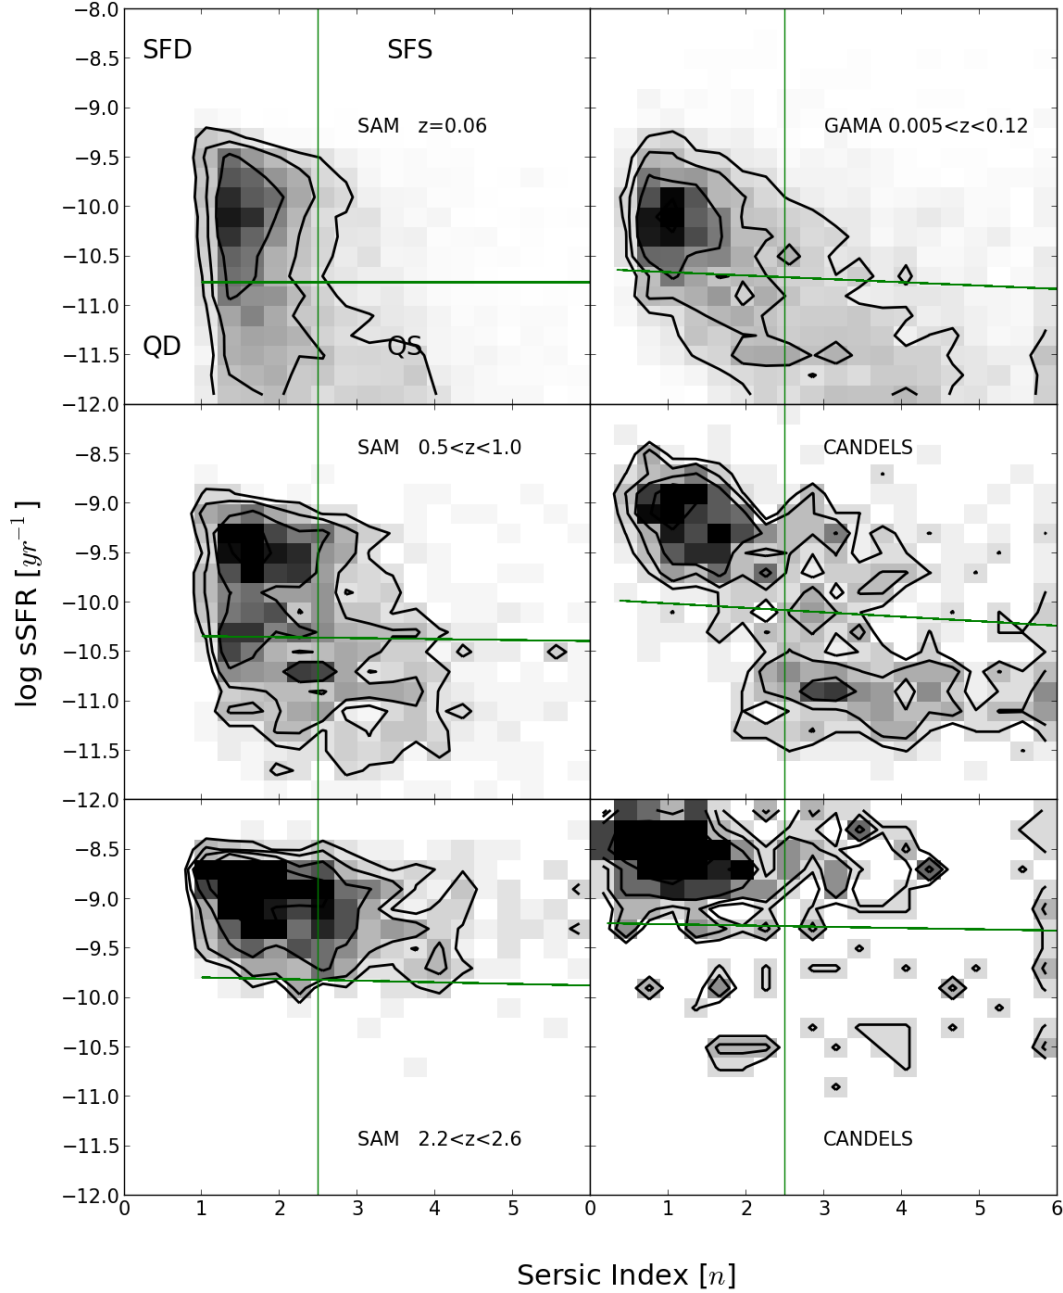 −8.0
SFD SFS
−8.5
−9.0
SAM z=0.06
GAMA 0.005<z<0.12
−9.5
−10.0
−10.5
−11.0
QD QS
−11.5
−12.0
SAM 0.5<z<1.0
CANDELS
−8.5
−9.0
−9.5
−10.0
−10.5
−11.0
−11.5
−12.0
−8.5
−9.0
−9.5
−10.0
−10.5
−11.0
SAM 2.2<z<2.6
CANDELS
−11.5
−12.0
0 1 2 3 4 5 0 1 2 3 4 5 6
log sSFR [yr⁻¹]
Sersic Index [n]